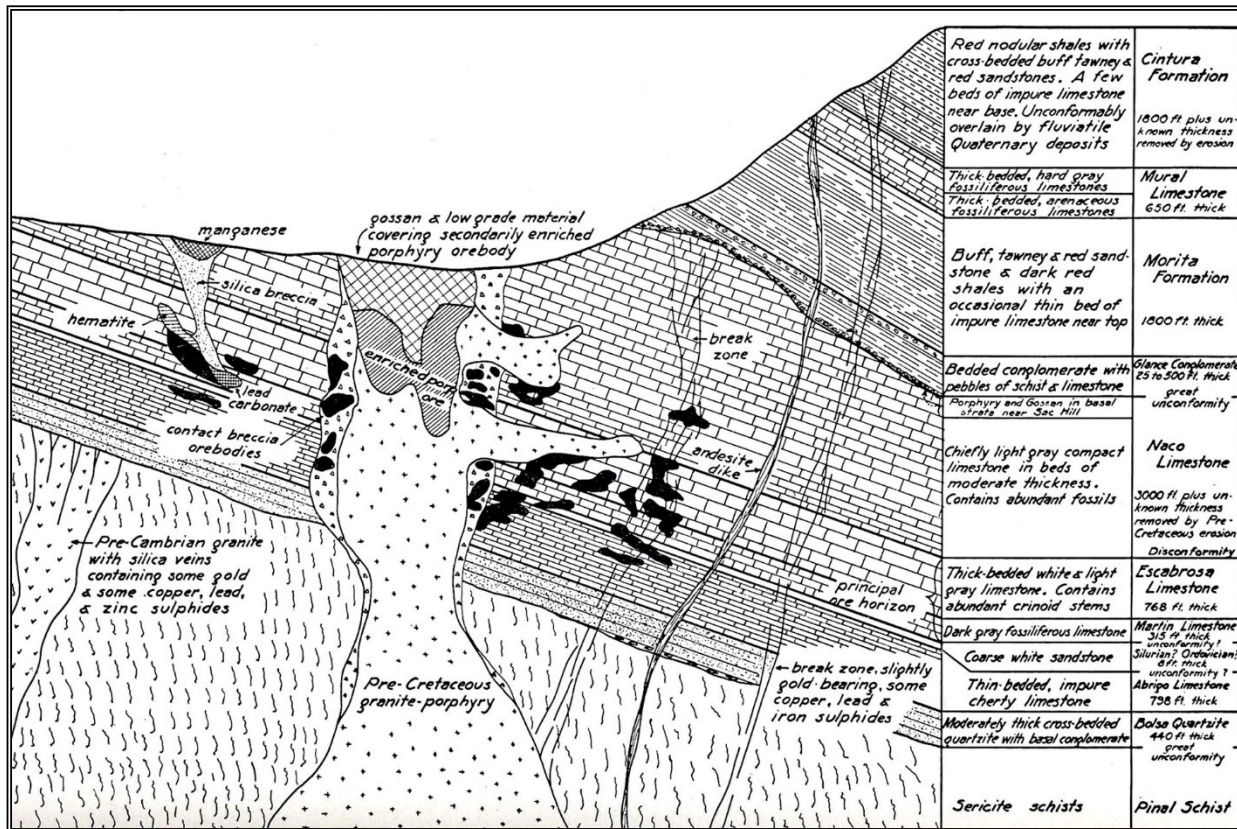 manganese
gossan & low grade material
covering secondarily enriched
porphyry orebody
silica breccia
hematite
lead
carbonate
enriched porphyry
ore
contact breccia
orebodies
break
zone
andesite
dike
principal
ore horizon
Pre-Cambrian granite
with silica veins
containing some gold
& some copper, lead,
& zinc sulphides
Pre-Cretaceous
granite-porphyry
break zone, slightly
gold-bearing, some
copper, lead &
iron sulphides
Red nodular shales with
cross-bedded buff tawney &
red sandstones. A few
beds of impure limestone
near base. Unconformably
overlain by fluviatile
Quaternary deposits
Cintura
Formation
1800 ft. plus un-
known thickness
removed by erosion
Thick-bedded, hard gray
fossiliferous limestones
Thick-bedded, arenaceous
fossiliferous limestones
Mural
Limestone
650 ft. thick
Buff, tawney & red sand-
stone & dark red
shales with an
occasional thin bed of
impure limestone near top
Morita
Formation
1800 ft. thick
Bedded conglomerate with
pebbles of schist & limestone
Glance Conglomerate
25 to 500 ft. thick
great
unconformity
Porphyry and Gossan in basal
strata near Sac Hill
Chiefly light gray compact
limestone in beds of
moderate thickness.
Contains abundant fossils
Naco
Limestone
3000 ft. plus un-
known thickness
removed by Pre-
Cretaceous erosion
Disconformity
Thick-bedded white & light
gray limestone. Contains
abundant crinoid stems
Escabrosa
Limestone
768 ft. thick
Dark gray fossiliferous limestone
Martin Limestone
315 ft. thick
unconformity?
Coarse white sandstone
Silurian? Ordovician?
8 ft. thick
unconformity ?
Thin-bedded, impure
cherty limestone
Abrigo Limestone
798 ft. thick
Moderately thick cross-bedded
quartzite with basal conglomerate
Bolsa Quartzite
440 ft thick
great
unconformity
Sericite schists
Pinal Schist